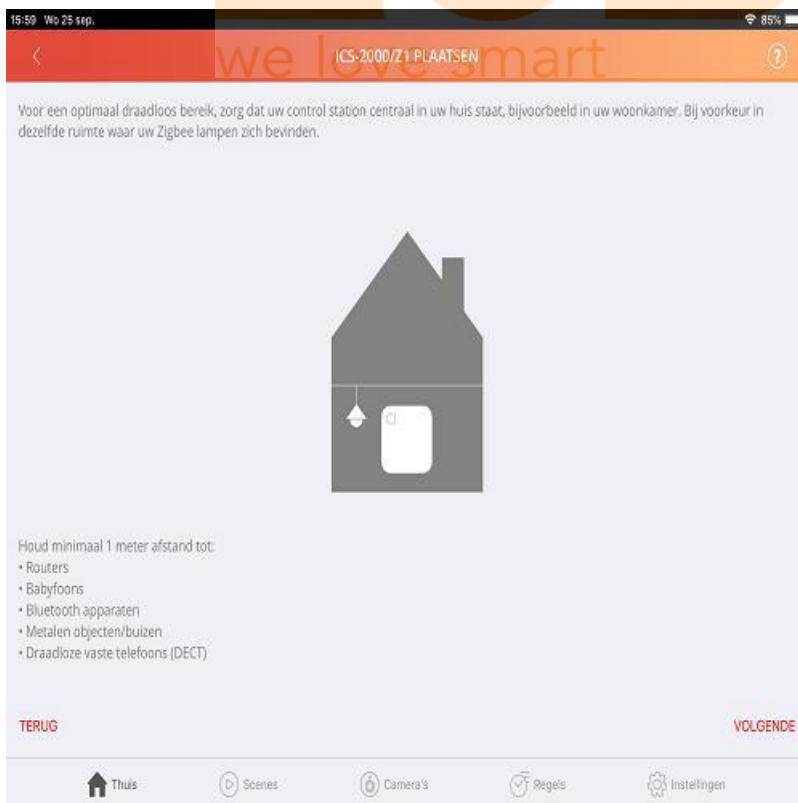 15:59 Wo 25 sep.
85%
we love smart
ICS-2000/Z1 PLAATSEN
?
Voor een optimaal draadloos bereik, zorg dat uw control station centraal in uw huis staat, bijvoorbeeld in uw woonkamer. Bij voorkeur in
dezelfde ruimte waar uw Zigbee lampen zich bevinden.
Houd minimaal 1 meter afstand tot:
• Routers
• Babyfoons
• Bluetooth apparaten
• Metalen objecten/buizen
• Draadloze vaste telefoons (DECT)
TERUG
VOLGENDE
Thuis
Scenes
Camera's
Regels
Instellingen